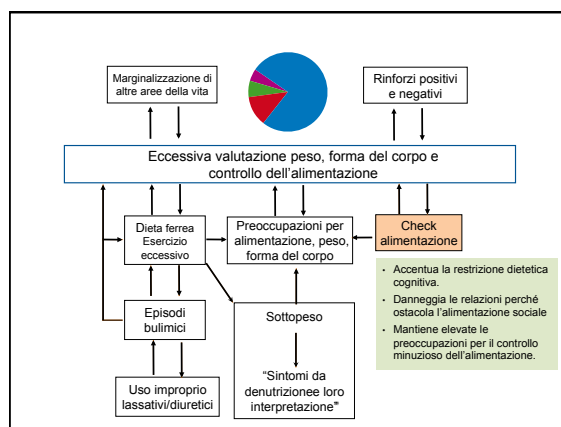 Marginalizzazione di
altre aree della vita
Rinforzi positivi
e negativi
Eccessiva valutazione peso, forma del corpo e
controllo dell'alimentazione
Dieta ferrea
Esercizio
eccessivo
Preoccupazioni per
alimentazione, peso,
forma del corpo
Check
alimentazione
• Accentua la restrizione dietetica
cognitiva.
• Danneggia le relazioni perché
ostacola l'alimentazione sociale
• Mantiene elevate le
preoccupazioni per il controllo
minuzioso dell'alimentazione.
Episodi
bulimici
Sottopeso
"Sintomi da
denutrizionee loro
interpretazione"
Uso improprio
lassativi/diuretici